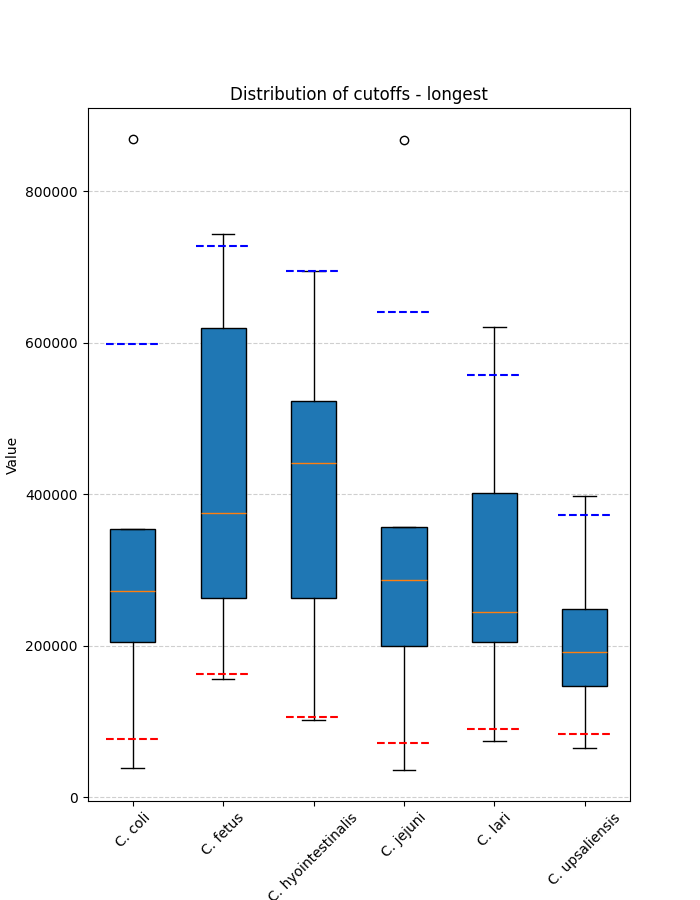 Distribution of cutoffs - longest
Value
800000
600000
400000
200000
0
C. coli
C. fetus
C. hyointestinalis
C. jejuni
C. lari
C. upsaliensis